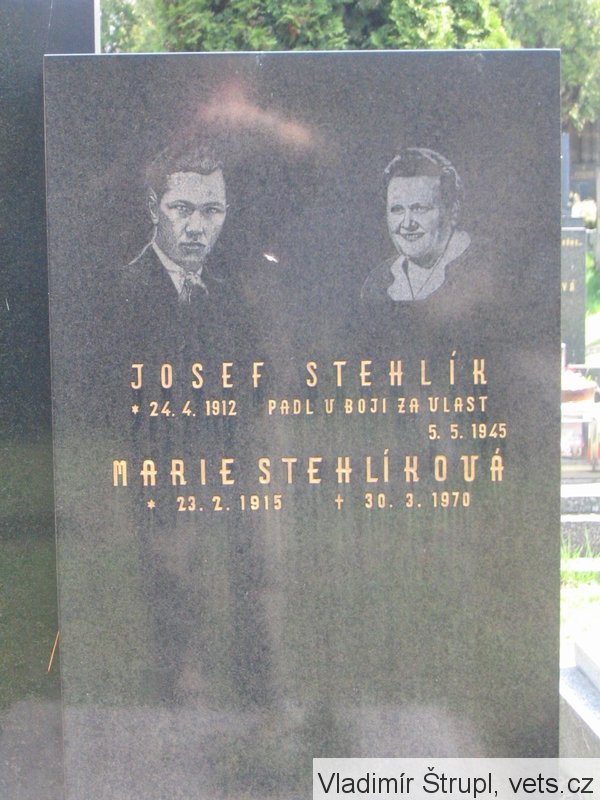 JOSEF STEHLÍK
* 24. 4. 1912 PADL V BOJI ZA VLAST
5. 5. 1945
MARIE STEHLÍKOVÁ
* 23. 2. 1915 † 30. 3. 1970
Vladimír Štrupl, vets.cz